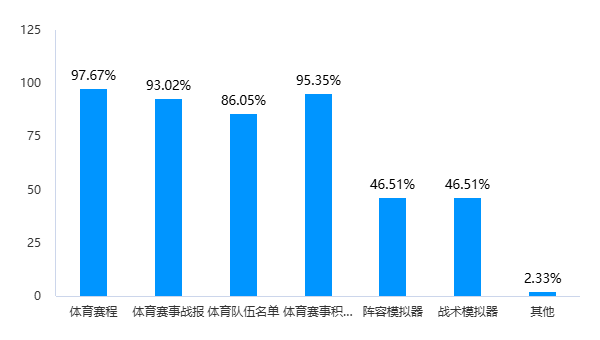 125
100
75
50
25
0
97.67%
93.02%
86.05%
95.35%
46.51%
46.51%
2.33%
体育赛程
体育赛事战报
体育队伍名单
体育赛事积...
阵容模拟器
战术模拟器
其他